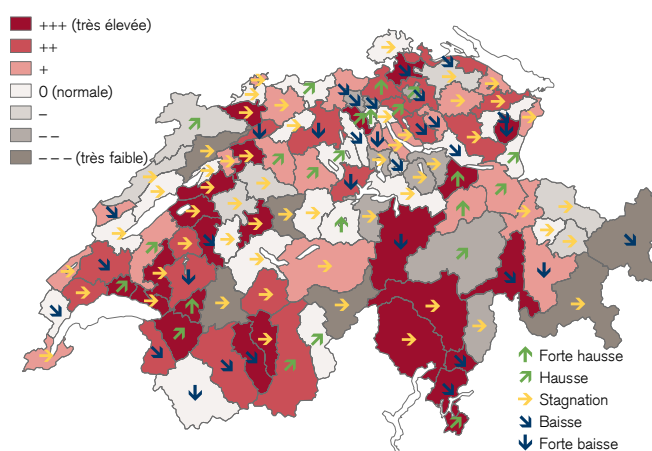 +++ (très élevée)
++
+
0 (normale)
–
– –
– – – (très faible)
Forte hausse
Hausse
Stagnation
Baisse
Forte baisse